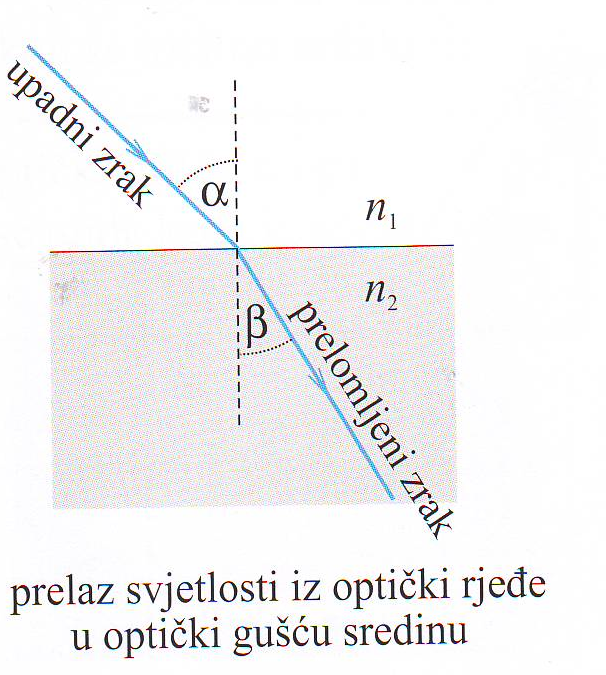 upadni zrak
α
n₁
n₂
β
prelomljeni zrak
prelaz svjetlosti iz optički rjeđe
u optički gušću sredinu